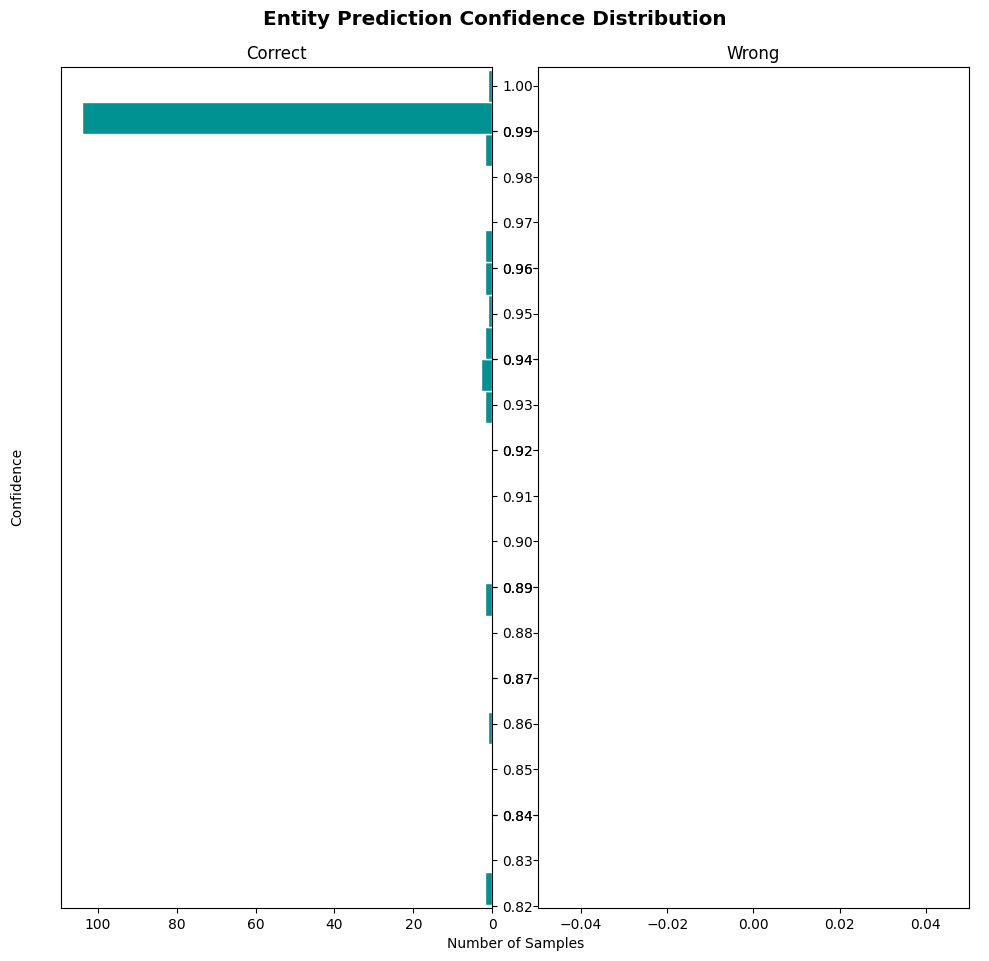 Entity Prediction Confidence Distribution
Correct
Wrong
1.00
0.99
0.98
0.97
0.96
0.95
0.94
0.93
0.92
0.91
0.90
0.89
0.88
0.87
0.86
0.85
0.84
0.83
0.82
Confidence
100 80 60 40 20 0
−0.04 −0.02 0.00 0.02 0.04
Number of Samples